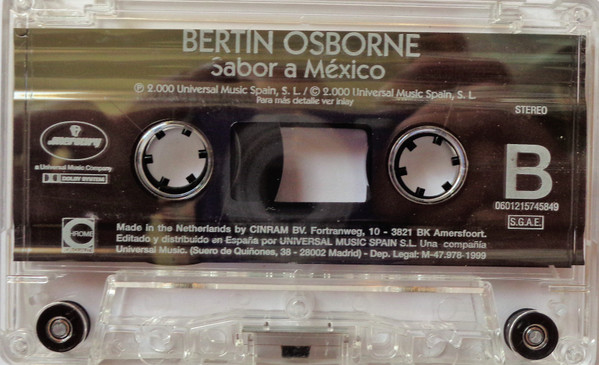 BERTIN OSBORNE
Sabor a México
℗ 2.000 Universal Music Spain, S. L. / © 2.000 Universal Music Spain, S. L.
Para más detalle ver inlay
STEREO
mercury
a Universal Music Company
DOLBY SYSTEM
B
0601215745849
S.G.A.E.
CHROME
Made in the Netherlands by CINRAM BV. Fortranweg, 10 - 3821 BK Amersfoort.
Editado y distribuido en España por UNIVERSAL MUSIC SPAIN S.L. Una compañía
Universal Music. (Suero de Quiñones, 38 - 28002 Madrid) - Dep. Legal: M-47.978-1999